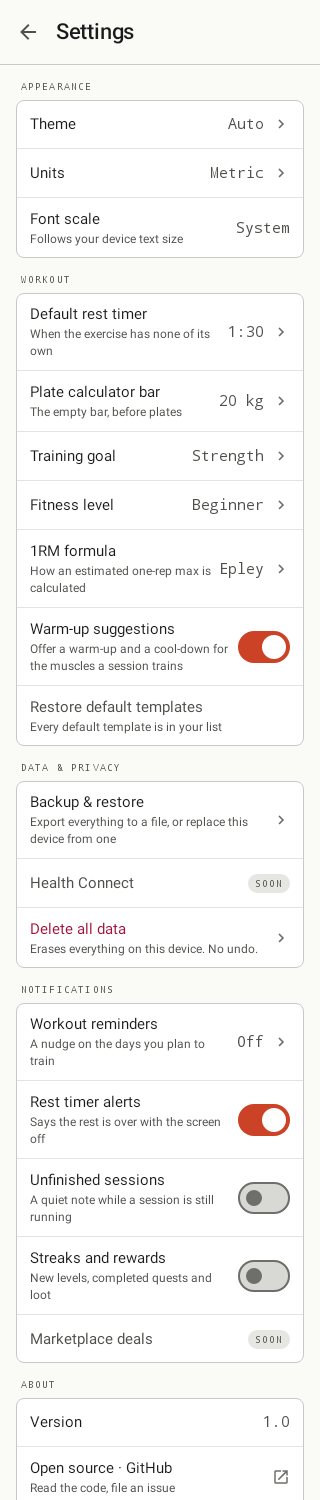 Settings
APPEARANCE
Theme
Auto
Units
Metric
Font scale
Follows your device text size
System
WORKOUT
Default rest timer
When the exercise has none of its
own
1:30
Plate calculator bar
The empty bar, before plates
20 kg
Training goal
Strength
Fitness level
Beginner
1RM formula
How an estimated one-rep max is
calculated
Epley
Warm-up suggestions
Offer a warm-up and a cool-down for
the muscles a session trains
Restore default templates
Every default template is in your list
DATA & PRIVACY
Backup & restore
Export everything to a file, or replace this
device from one
Health Connect
SOON
Delete all data
Erases everything on this device. No undo.
NOTIFICATIONS
Workout reminders
A nudge on the days you plan to
train
Off
Rest timer alerts
Says the rest is over with the screen
off
Unfinished sessions
A quiet note while a session is still
running
Streaks and rewards
New levels, completed quests and
loot
Marketplace deals
SOON
ABOUT
Version
1.0
Open source · GitHub
Read the code, file an issue